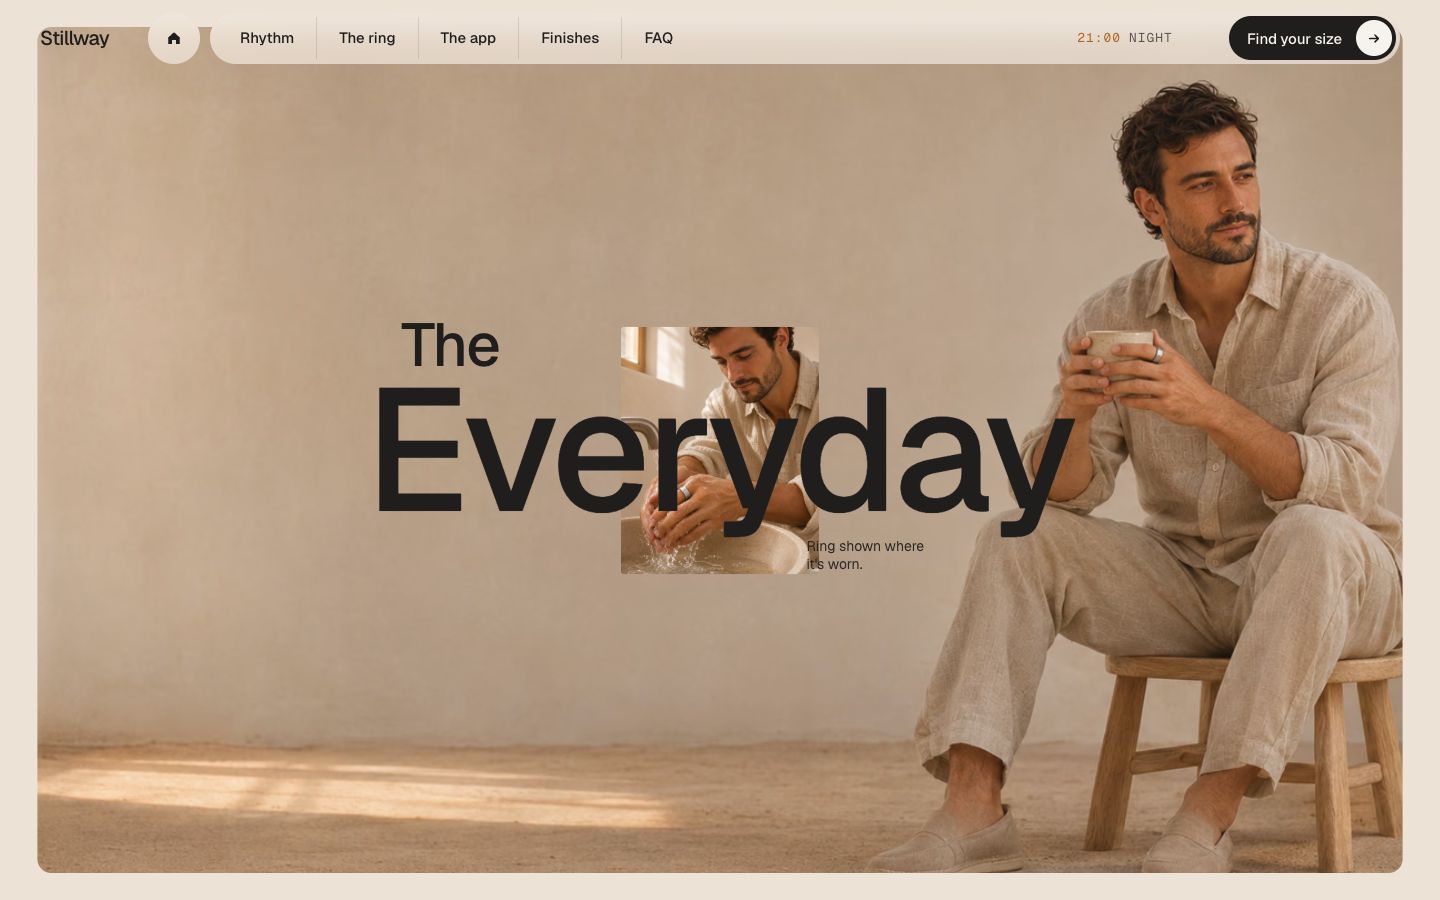 Stillway
Rhythm
The ring
The app
Finishes
FAQ
21:00 NIGHT
Find your size
The
Everyday
Ring shown where
it's worn.